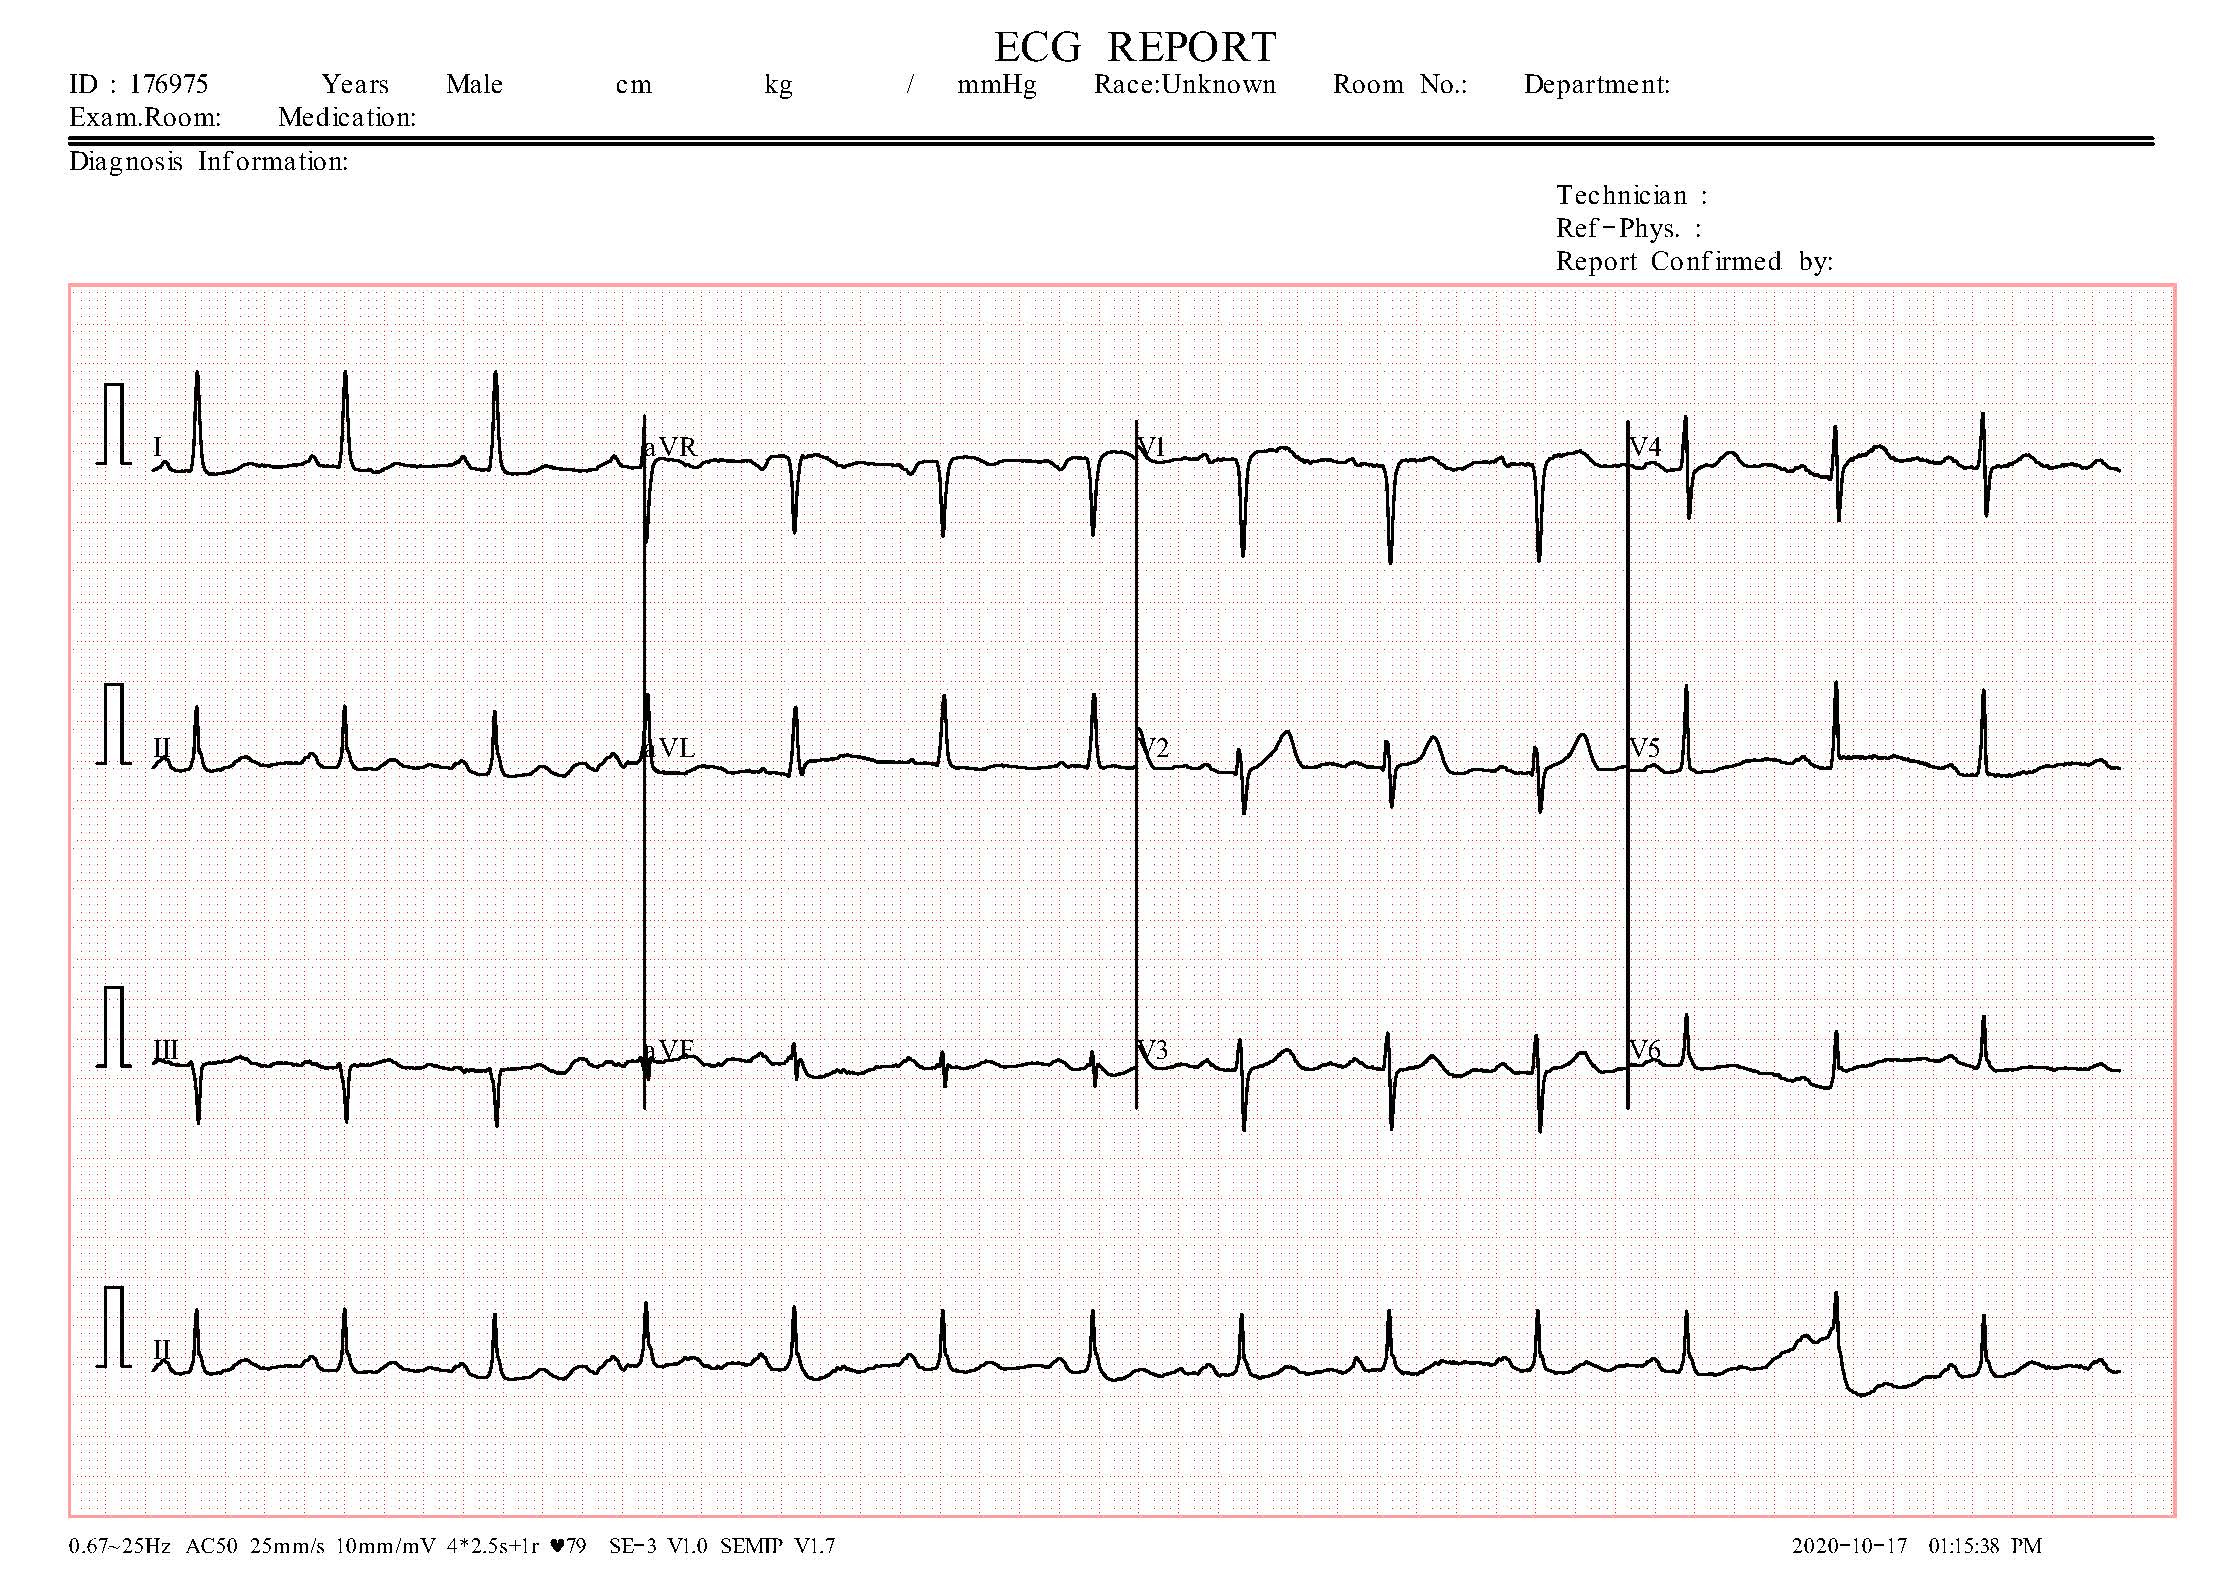 ECG REPORT
ID : 176975 Years Male cm kg / mmHg Race:Unknown Room No.: Department:
Exam.Room: Medication:
Diagnosis Information:
Technician :
Ref-Phys. :
Report Confirmed by:
I aVR V1 V4
II aVL V2 V5
III aVF V3 V6
II
0.67~25Hz AC50 25mm/s 10mm/mV 4*2.5s+1r ♥79 SE-3 V1.0 SEMIP V1.7 2020-10-17 01:15:38 PM